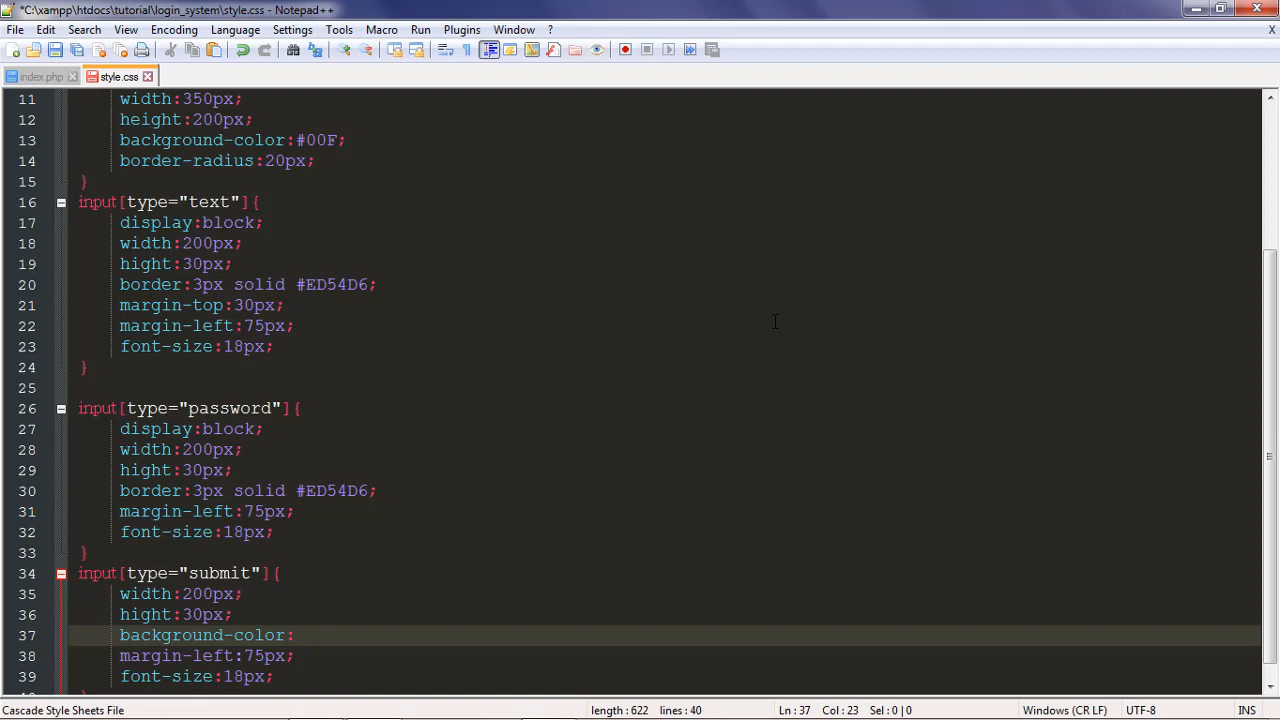 *C:\xampp\htdocs\tutorial\login_system\style.css - Notepad++
File Edit Search View Encoding Language Settings Tools Macro Run Plugins Window ? X
index.php style.css
11 width:350px;
12 height:200px;
13 background-color:#00F;
14 border-radius:20px;
15 }
16 input[type="text"]{
17 display:block;
18 width:200px;
19 hight:30px;
20 border:3px solid #ED54D6;
21 margin-top:30px;
22 margin-left:75px;
23 font-size:18px;
24 }
25
26 input[type="password"]{
27 display:block;
28 width:200px;
29 hight:30px;
30 border:3px solid #ED54D6;
31 margin-left:75px;
32 font-size:18px;
33 }
34 input[type="submit"]{
35 width:200px;
36 hight:30px;
37 background-color:
38 margin-left:75px;
39 font-size:18px;
Cascade Style Sheets File length : 622 lines : 40 Ln : 37 Col : 23 Sel : 0 | 0 Windows (CR LF) UTF-8 INS